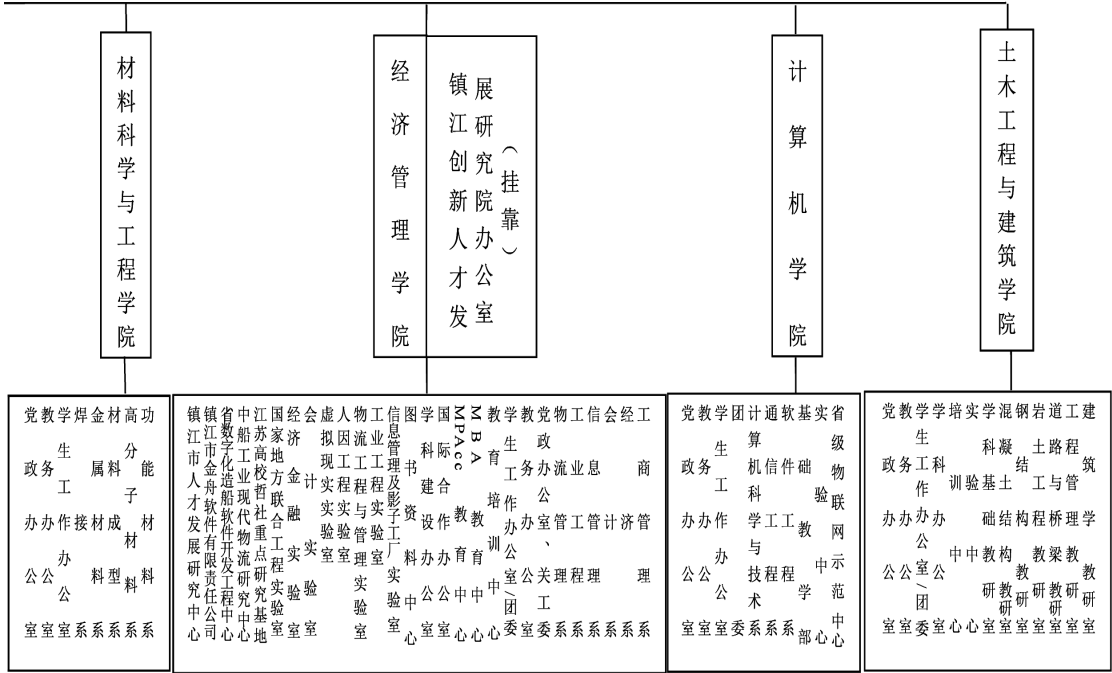 材料科学与工程学院
经济管理学院
镇江创新人才发
展研究院办公室
（挂靠）
计算机学院
土木工程与建筑学院
党政办公室
教务办公室
学生工作办公室
焊接系
金属材料系
材料成型系
高分子材料系
功能材料系
镇江市人才发展研究中心
镇江市金舟软件有限责任公司
省数字化造船软件开发工程中心
中船工业现代物流研究中心
江苏高校哲社重点研究基地
国家地方联合工程实验室
经济金融实验室
会计实验室
虚拟现实实验室
人因工程实验室
物流工程与管理实验室
工业工程实验室
信息管理及影子工厂实验室
图书资料中心
学科建设办公室
国际合作办公室
MPAcc教育中心
MBA教育中心
教育培训中心
学生工作办公室/团委
教务办公室
党政办公室、关工委
物流管理系
工业工程系
信息管理系
会计系
经济系
工商管理系
党政办公室
教务办公室
学生工作办公室
团委
计算机科学与技术系
通信工程系
软件工程系
基础教学部
实验中心
省级物联网示范中心
党政办公室
教务办公室
学生工作办公室/团委
学科办公室
培训中心
实验中心
学科基础教研室
混凝土结构教研室
钢结构教研室
岩土工程教研室
道路与桥梁教研室
工程管理教研室
建筑学教研室